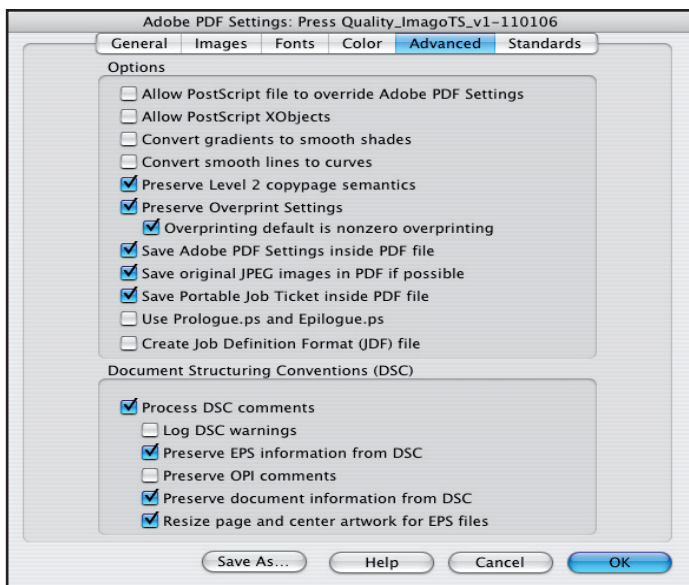 Adobe PDF Settings: Press Quality_ImagoTS_v1-110106
General Images Fonts Color Advanced Standards
Options
Allow PostScript file to override Adobe PDF Settings
Allow PostScript XObjects
Convert gradients to smooth shades
Convert smooth lines to curves
Preserve Level 2 copypage semantics
Preserve Overprint Settings
Overprinting default is nonzero overprinting
Save Adobe PDF Settings inside PDF file
Save original JPEG images in PDF if possible
Save Portable Job Ticket inside PDF file
Use Prologue.ps and Epilogue.ps
Create Job Definition Format (JDF) file
Document Structuring Conventions (DSC)
Process DSC comments
Log DSC warnings
Preserve EPS information from DSC
Preserve OPI comments
Preserve document information from DSC
Resize page and center artwork for EPS files
Save As... Help Cancel OK